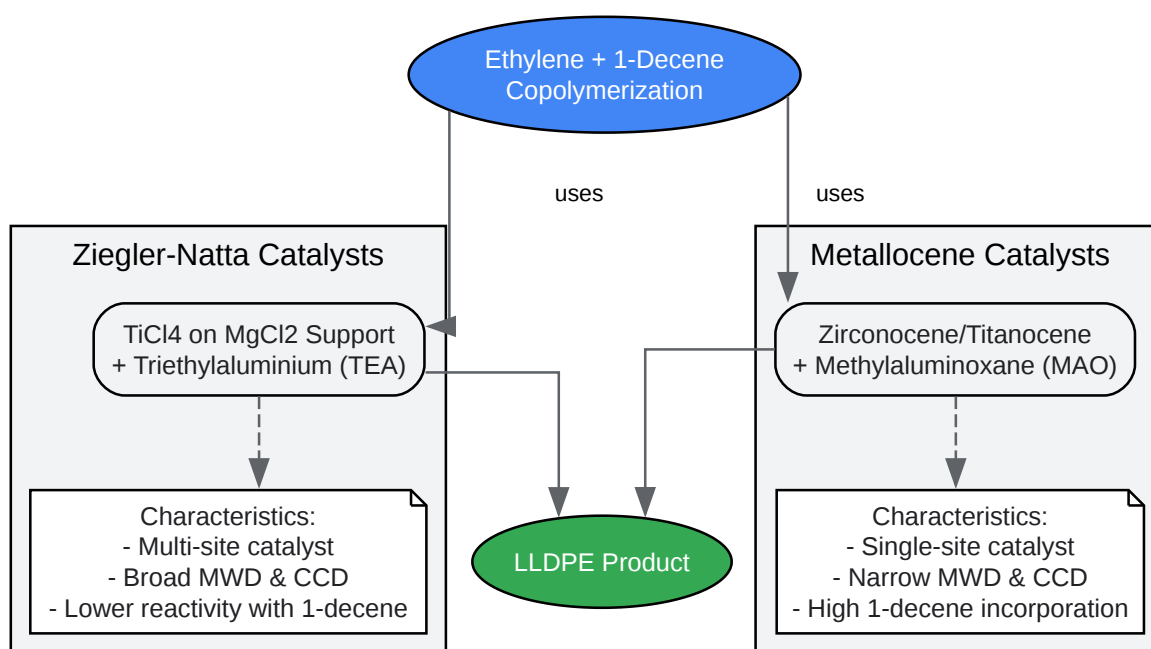 Ethylene + 1-Decene
Copolymerization
uses
uses
Ziegler-Natta Catalysts
TiCl4 on MgCl2 Support
+ Triethylaluminium (TEA)
Characteristics:
- Multi-site catalyst
- Broad MWD & CCD
- Lower reactivity with 1-decene
Metallocene Catalysts
Zirconocene/Titanocene
+ Methylaluminoxane (MAO)
Characteristics:
- Single-site catalyst
- Narrow MWD & CCD
- High 1-decene incorporation
LLDPE Product